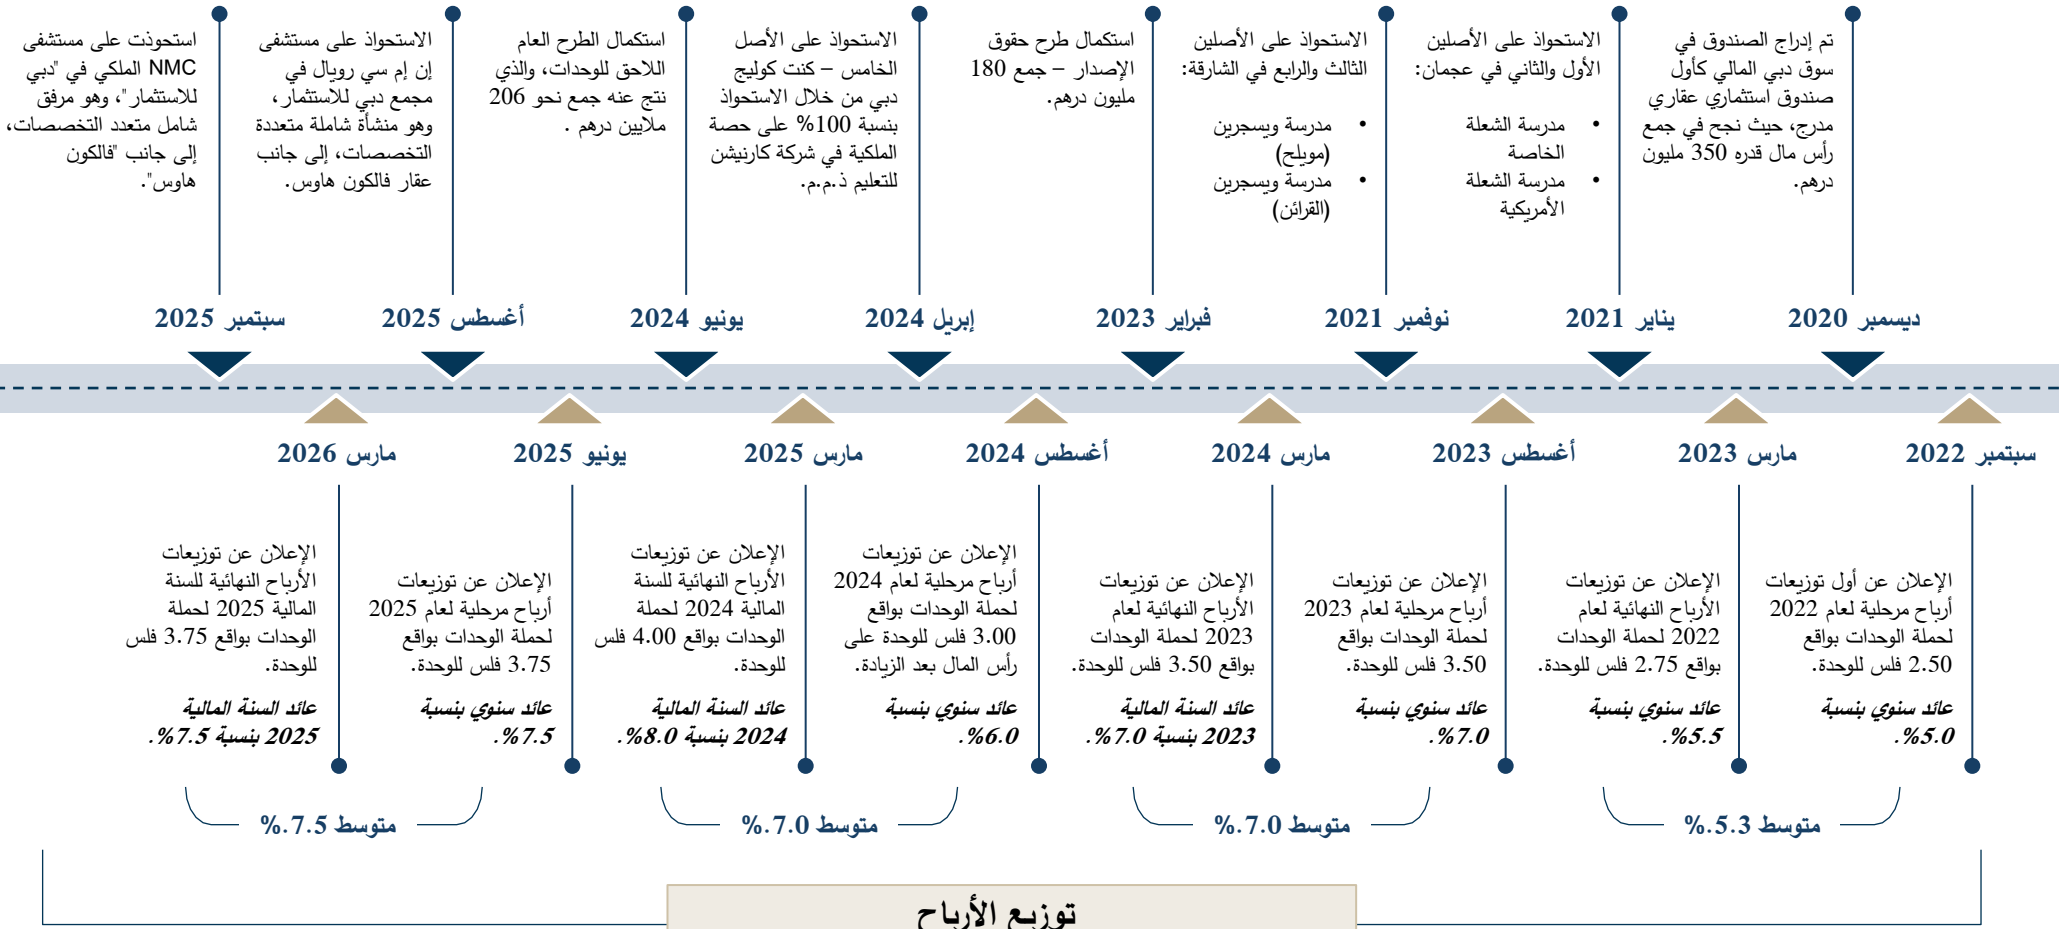 تم إدراج الصندوق في
سوق دبي المالي كأول
صندوق استثماري عقاري
مدرج، حيث نجح في جمع
رأس مال قدره 350 مليون
درهم.
ديسمبر 2020
الاستحواذ على الأصلين
الأول والثاني في عجمان:
• مدرسة الشعلة
الخاصة
• مدرسة الشعلة
الأمريكية
يناير 2021
الاستحواذ على الأصلين
الثالث والرابع في الشارقة:
• مدرسة ويسجرين
(مويلح)
• مدرسة ويسجرين
(القرائن)
نوفمبر 2021
استكمال طرح حقوق
الإصدار – جمع 180
مليون درهم.
فبراير 2023
الاستحواذ على الأصل
الخامس – كنت كوليج
دبي من خلال الاستحواذ
بنسبة 100% على حصة
الملكية في شركة كارنيشن
للتعليم ذ.م.م.
إبريل 2024
استكمال الطرح العام
اللاحق للوحدات، والذي
نتج عنه جمع نحو 206
ملايين درهم .
يونيو 2024
الاستحواذ على مستشفى
إن إم سي رويال في
مجمع دبي للاستثمار،
وهو منشأة شاملة متعددة
التخصصات، إلى جانب
عقار فالكون هاوس.
أغسطس 2025
استحوذت على مستشفى
NMC الملكي في "دبي
للاستثمار"، وهو مرفق
شامل متعدد التخصصات،
إلى جانب "فالكون
هاوس".
سبتمبر 2025
سبتمبر 2022
الإعلان عن أول توزيعات
أرباح مرحلية لعام 2022
لحملة الوحدات بواقع
2.50 فلس للوحدة.
عائد سنوي بنسبة
5.0%.
مارس 2023
الإعلان عن توزيعات
الأرباح النهائية لعام
2022 لحملة الوحدات
بواقع 2.75 فلس للوحدة.
عائد سنوي بنسبة
5.5%.
أغسطس 2023
الإعلان عن توزيعات
أرباح مرحلية لعام 2023
لحملة الوحدات بواقع
3.50 فلس للوحدة.
عائد سنوي بنسبة
7.0%.
مارس 2024
الإعلان عن توزيعات
الأرباح النهائية لعام
2023 لحملة الوحدات
بواقع 3.50 فلس للوحدة.
عائد السنة المالية
2023 بنسبة 7.0%.
أغسطس 2024
الإعلان عن توزيعات
أرباح مرحلية لعام 2024
لحملة الوحدات بواقع
3.00 فلس للوحدة على
رأس المال بعد الزيادة.
عائد سنوي بنسبة
6.0%.
مارس 2025
الإعلان عن توزيعات
الأرباح النهائية للسنة
المالية 2024 لحملة
الوحدات بواقع 4.00 فلس
للوحدة.
عائد السنة المالية
2024 بنسبة 8.0%.
يونيو 2025
الإعلان عن توزيعات
أرباح مرحلية لعام 2025
لحملة الوحدات بواقع
3.75 فلس للوحدة.
عائد سنوي بنسبة
7.5%.
مارس 2026
الإعلان عن توزيعات
الأرباح النهائية للسنة
المالية 2025 لحملة
الوحدات بواقع 3.75 فلس
للوحدة.
عائد السنة المالية
2025 بنسبة 7.5%.
متوسط 5.3.%
متوسط 7.0.%
متوسط 7.0.%
متوسط 7.5.%
توزيع الأرباح